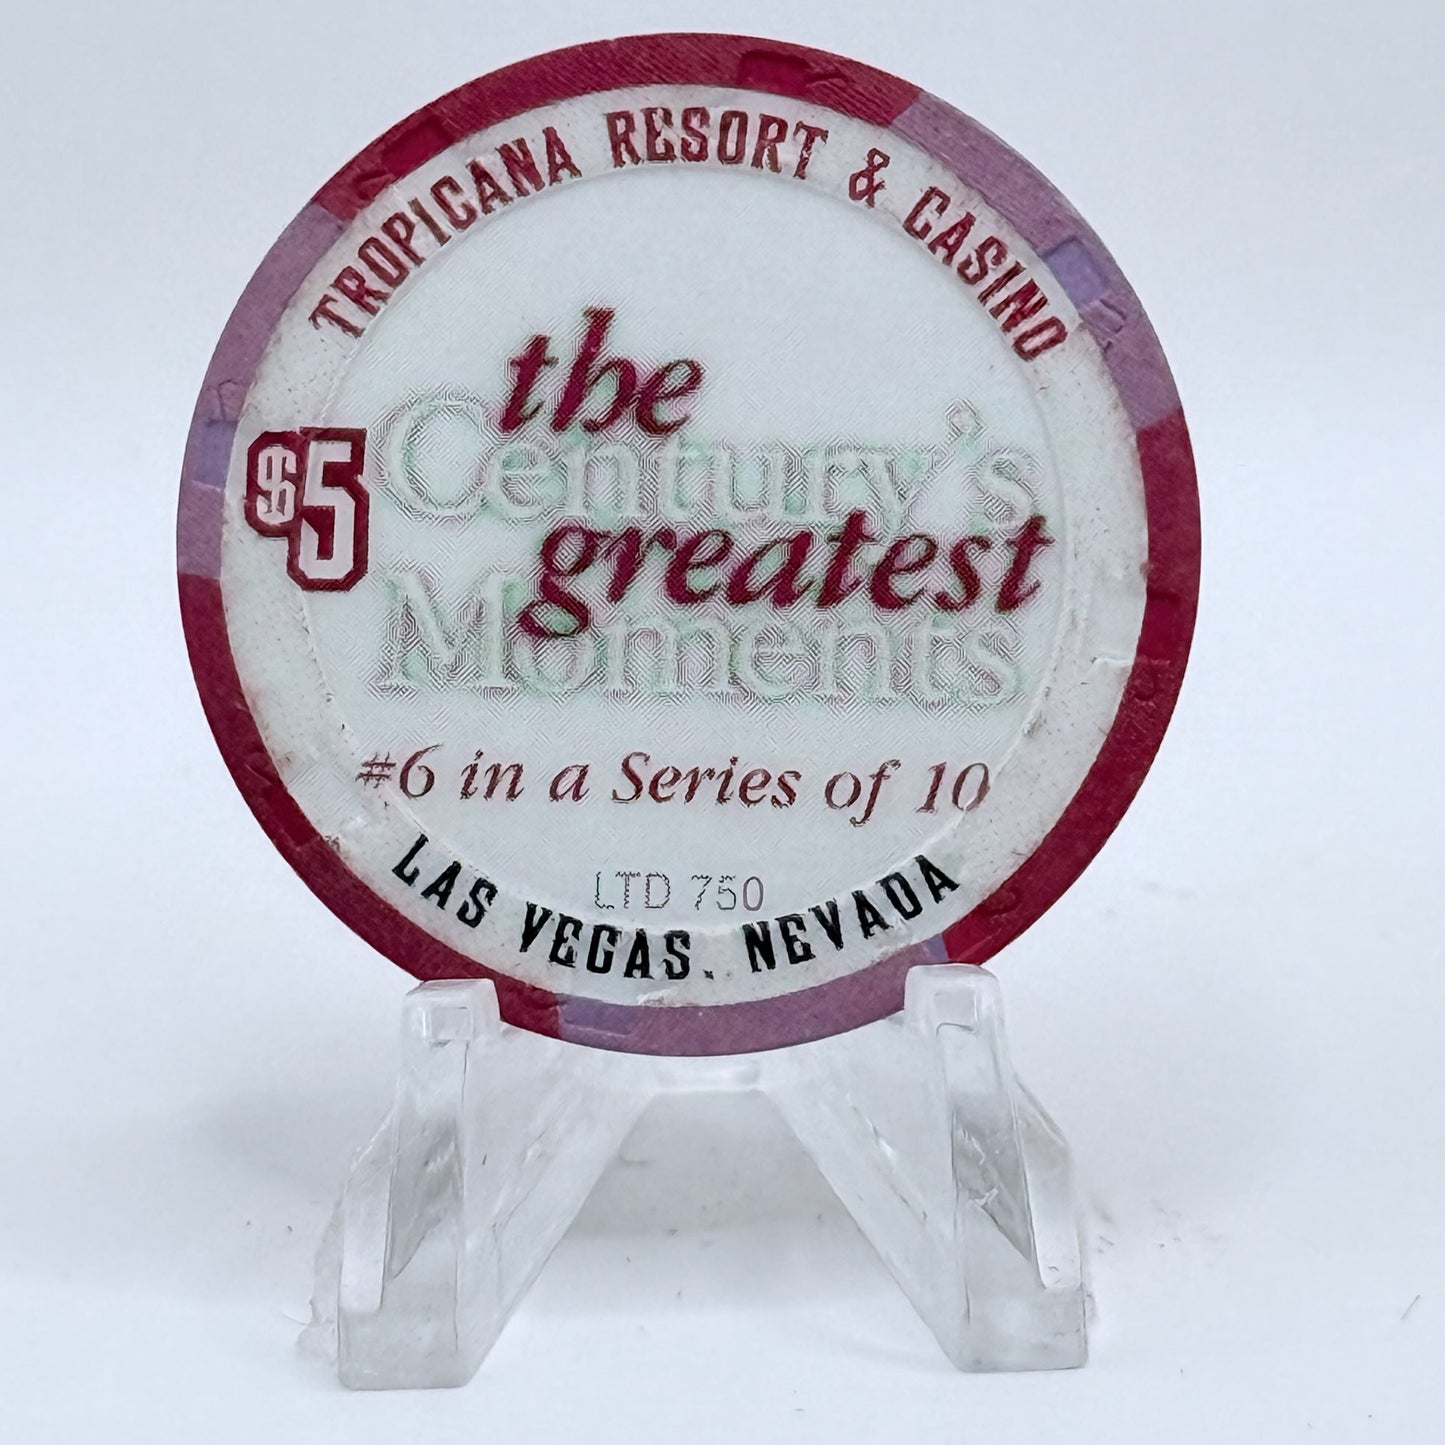 TROPICANA RESORT & CASINO
the
Century's
greatest
Moments
$5
#6 in a Series of 10
LTD 750
LAS VEGAS, NEVADA